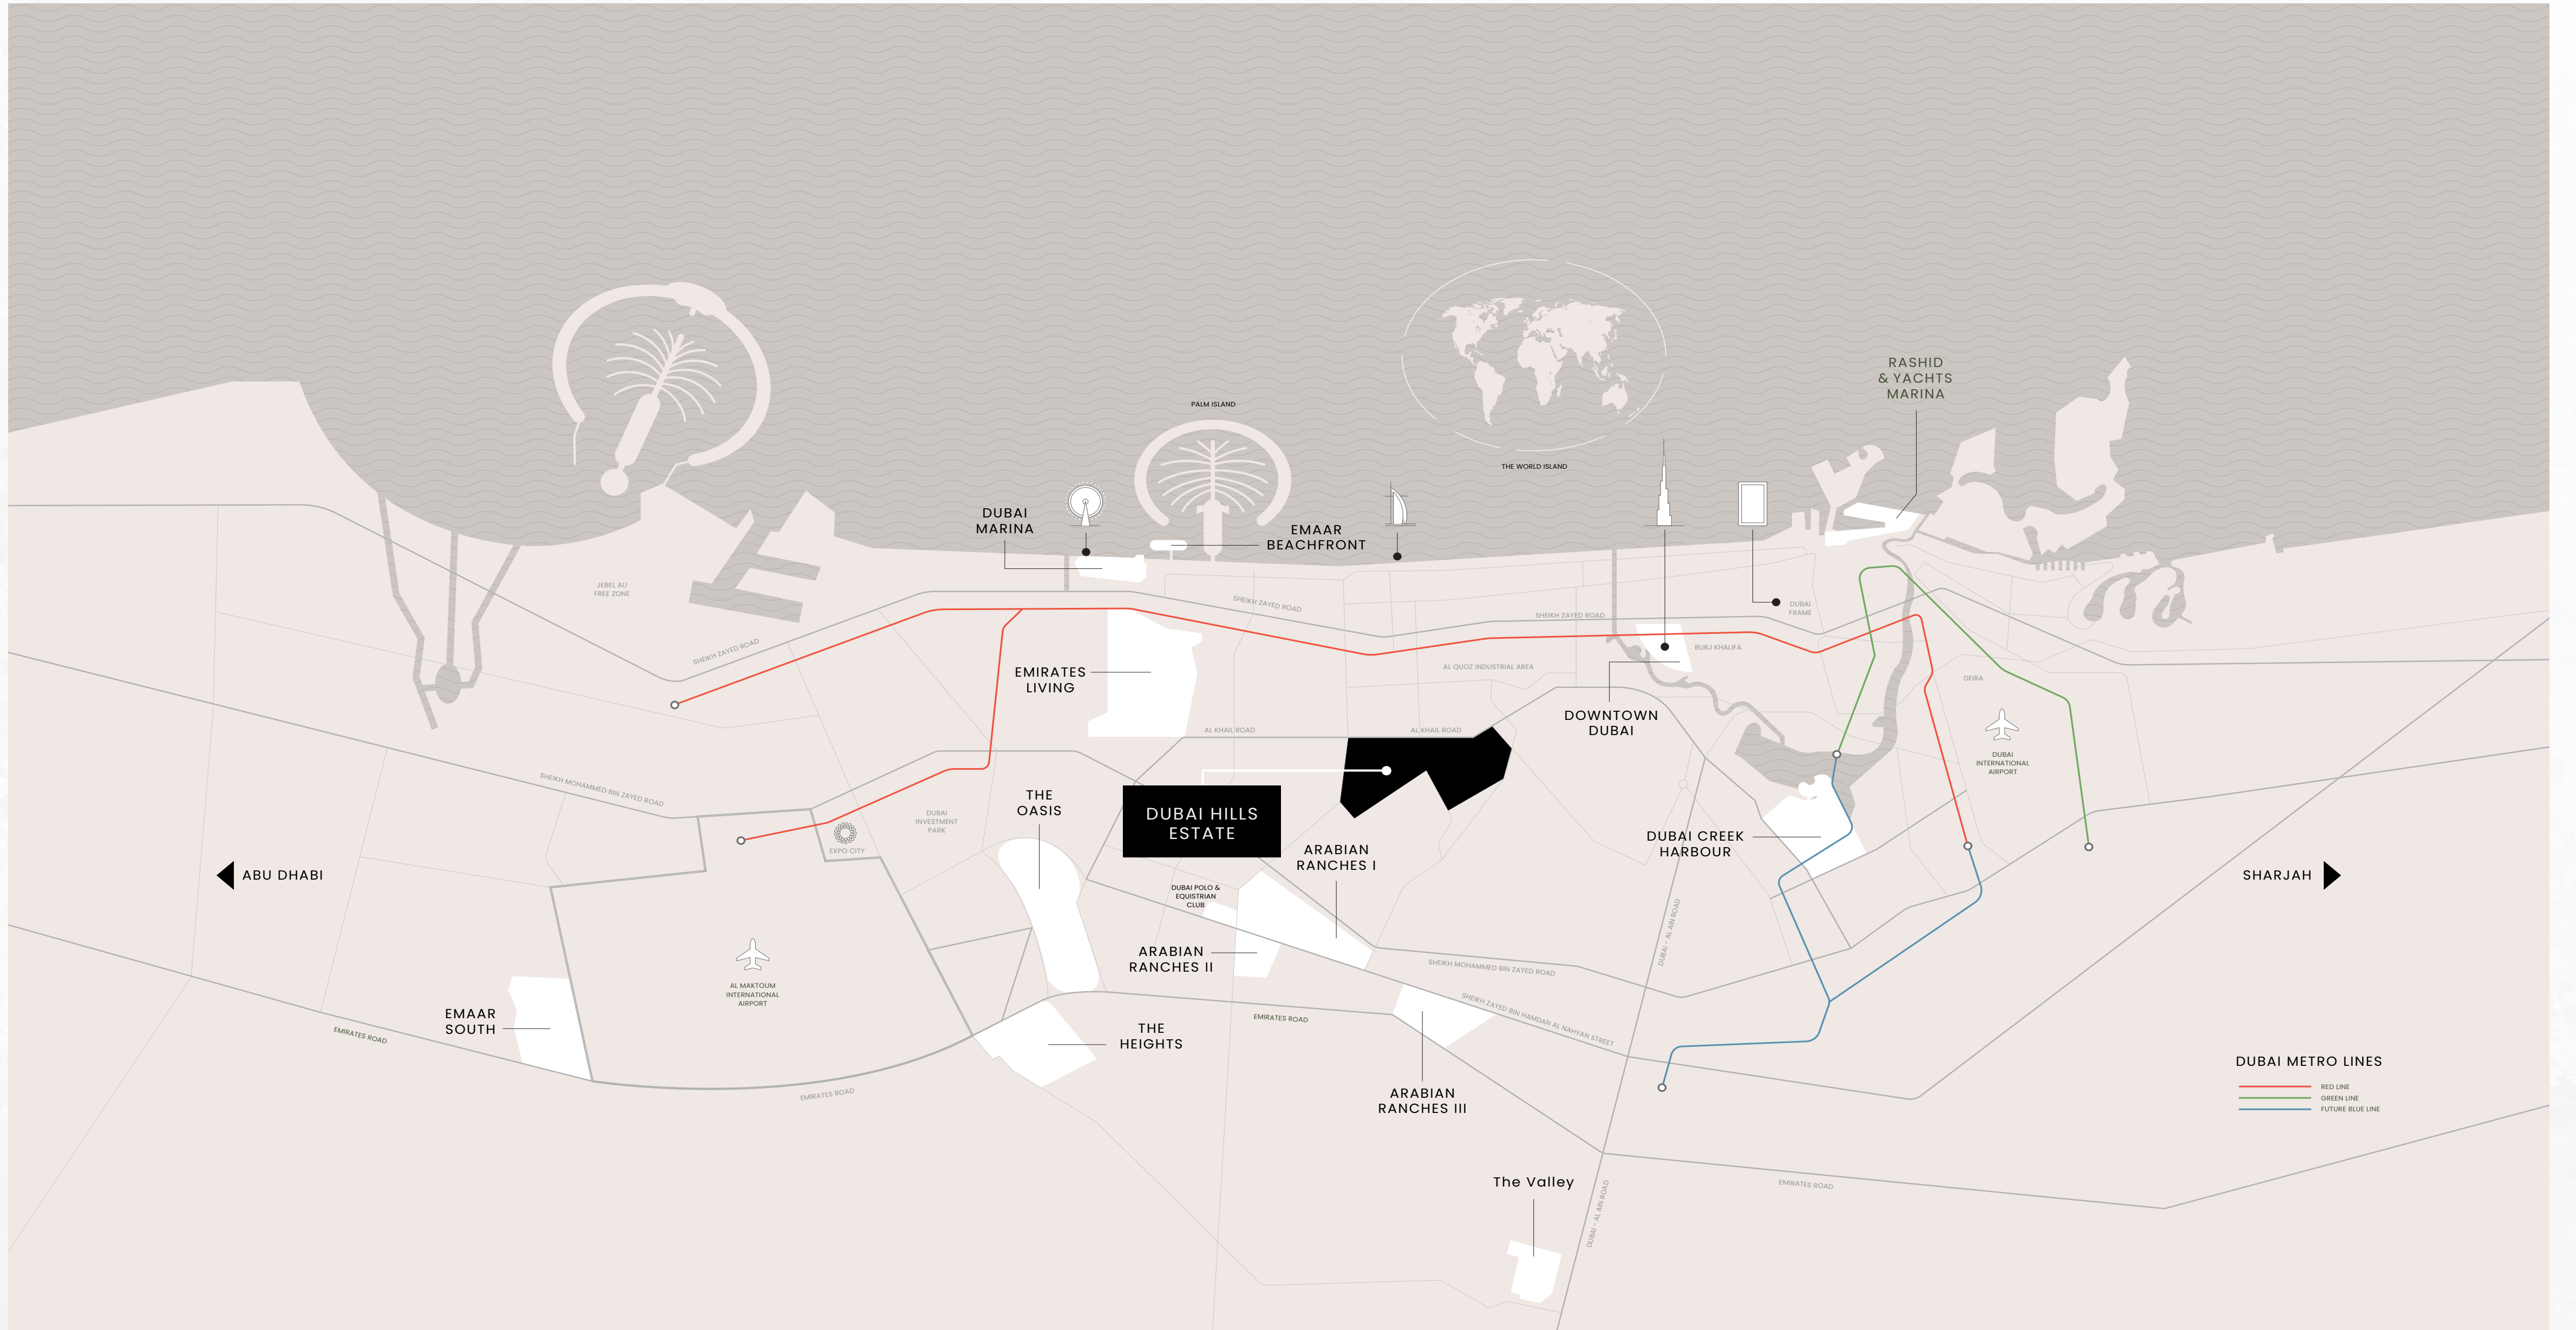 RASHID
& YACHTS
MARINA
PALM ISLAND
THE WORLD ISLAND
DUBAI
MARINA
EMAAR
BEACHFRONT
JEBEL ALI
FREE ZONE
SHEIKH ZAYED ROAD
SHEIKH ZAYED ROAD
SHEIKH ZAYED ROAD
DUBAI
FRAME
BURJ KHALIFA
AL QUOZ INDUSTRIAL AREA
EMIRATES
LIVING
DEIRA
DOWNTOWN
DUBAI
AL KHAIL ROAD
AL KHAIL ROAD
DUBAI
INTERNATIONAL
AIRPORT
SHEIKH MOHAMMED BIN ZAYED ROAD
THE
OASIS
DUBAI
INVESTMENT
PARK
DUBAI HILLS
ESTATE
EXPO CITY
ARABIAN
RANCHES I
DUBAI CREEK
HARBOUR
ABU DHABI
SHARJAH
DUBAI POLO &
EQUISTRIAN
CLUB
DUBAI - AL AIN ROAD
ARABIAN
RANCHES II
SHEIKH MOHAMMED BIN ZAYED ROAD
AL MAKTOUM
INTERNATIONAL
AIRPORT
SHEIKH ZAYED BIN HAMDAN AL NAHYAN STREET
EMAAR
SOUTH
EMIRATES ROAD
EMIRATES ROAD
THE
HEIGHTS
EMIRATES ROAD
ARABIAN
RANCHES III
DUBAI METRO LINES
RED LINE
GREEN LINE
FUTURE BLUE LINE
The Valley
EMIRATES ROAD
DUBAI - AL AIN ROAD